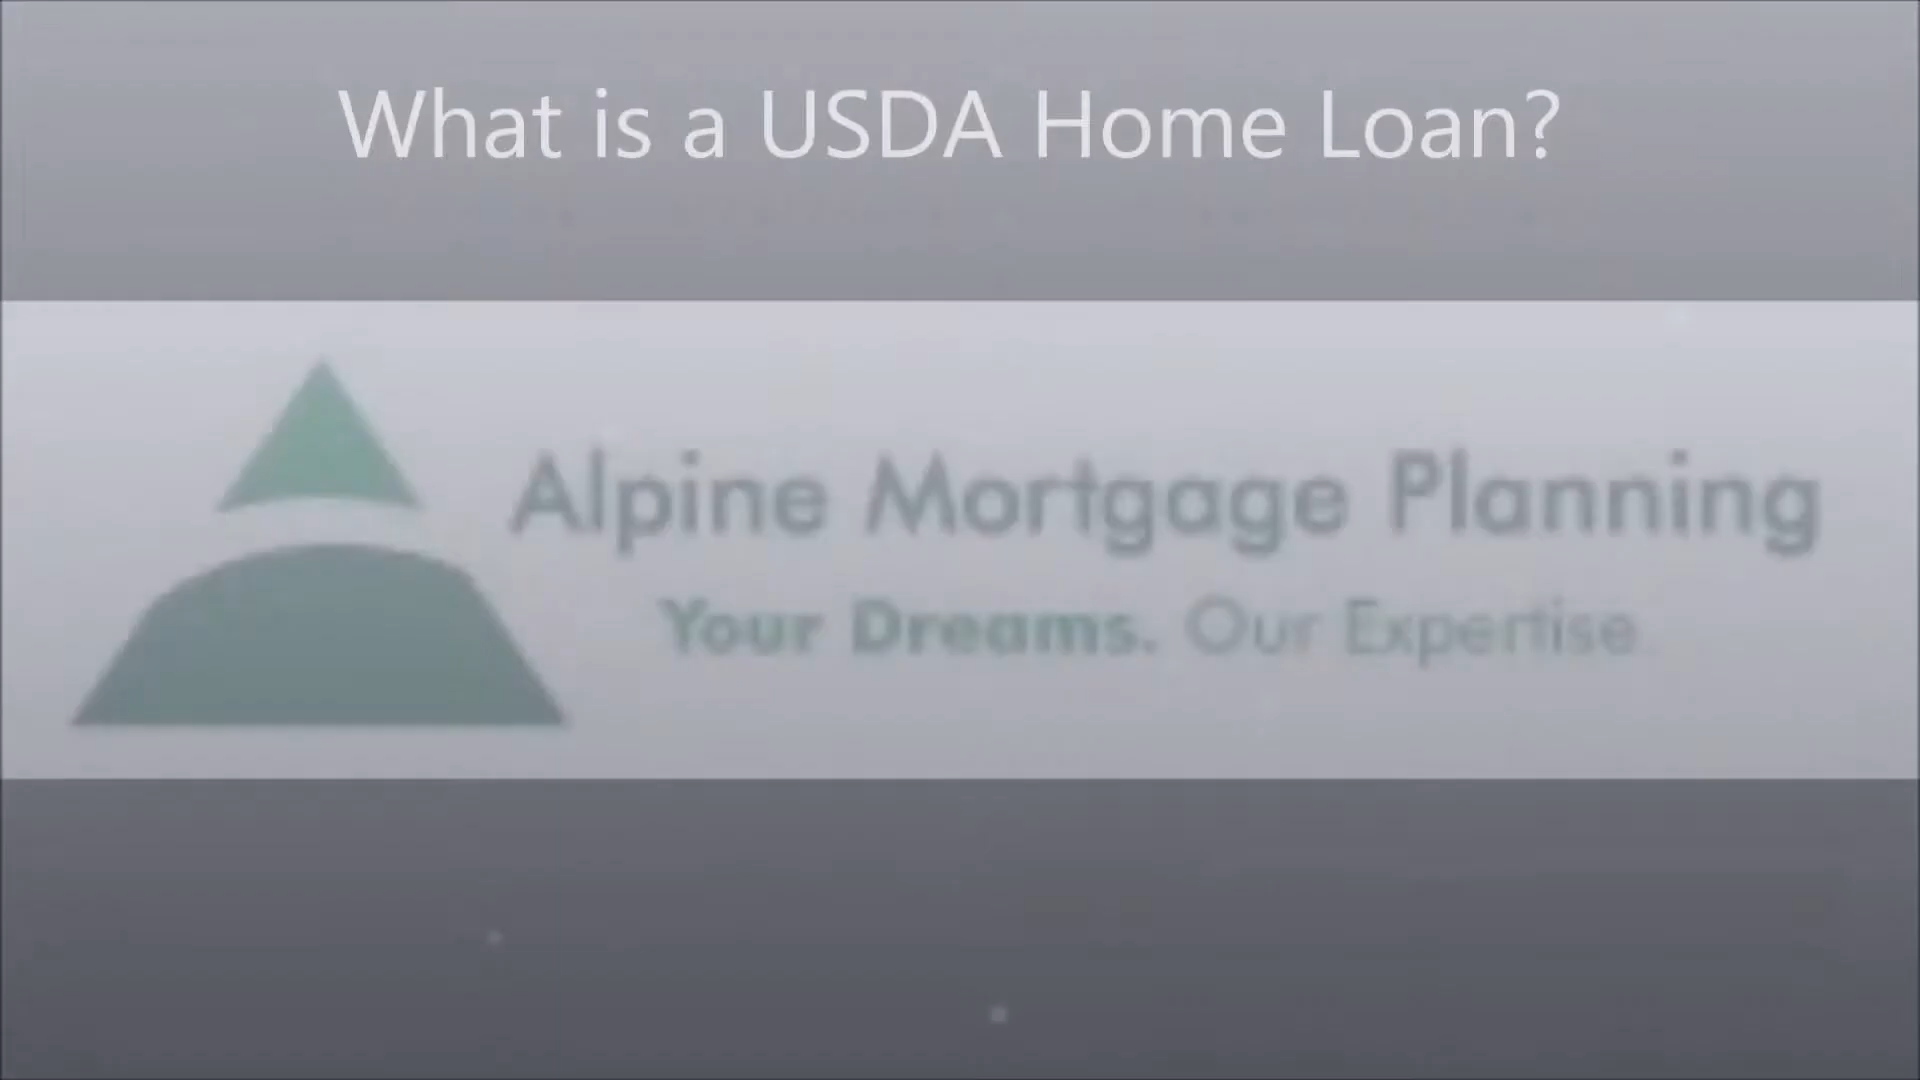 What is a USDA Home Loan?
Alpine Mortgage Planning
Your Dreams. Our Expertise.